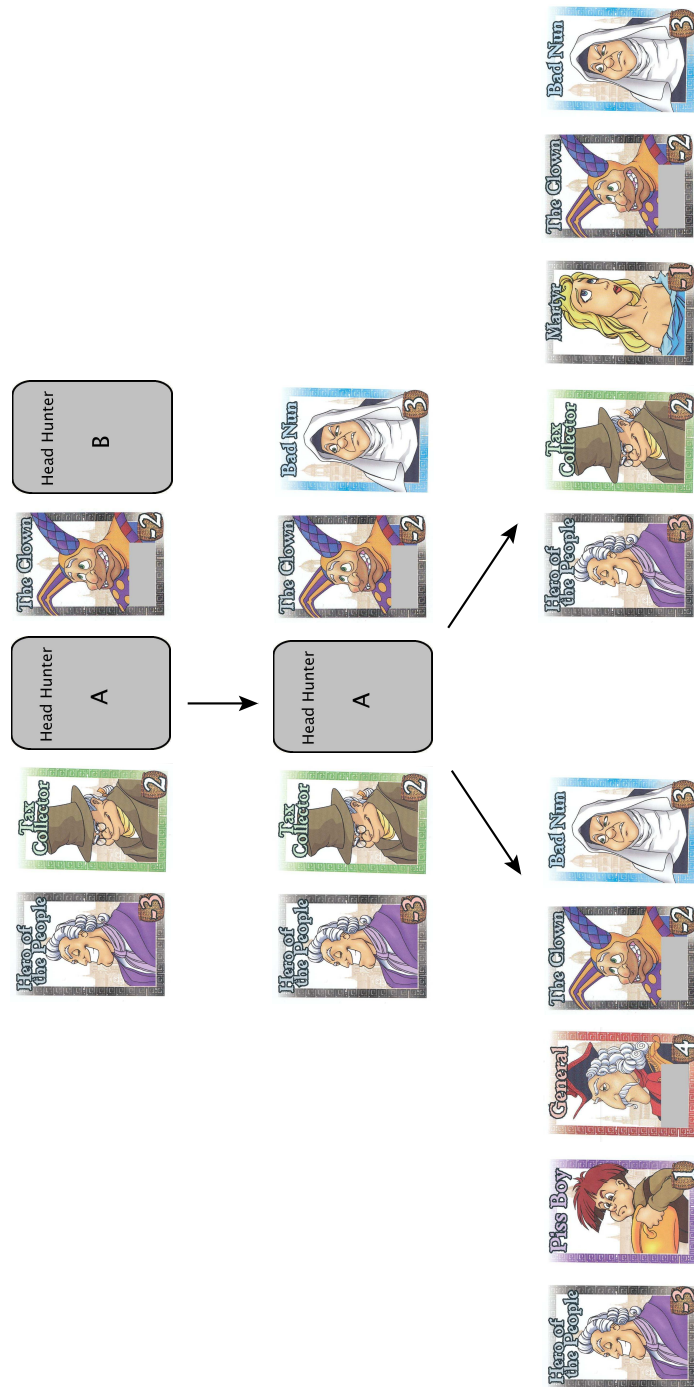 Hero of
the People
-3
Tax
Collector
2
Head Hunter
A
The Clown
-2
Head Hunter
B
Hero of
the People
-3
Tax
Collector
2
Head Hunter
A
The Clown
-2
Bad Nun
3
Hero of
the People
-3
Piss Boy
1
General
4
The Clown
-2
Bad Nun
3
Hero of
the People
-3
Tax
Collector
2
Martyr
-1
The Clown
-2
Bad Nun
3